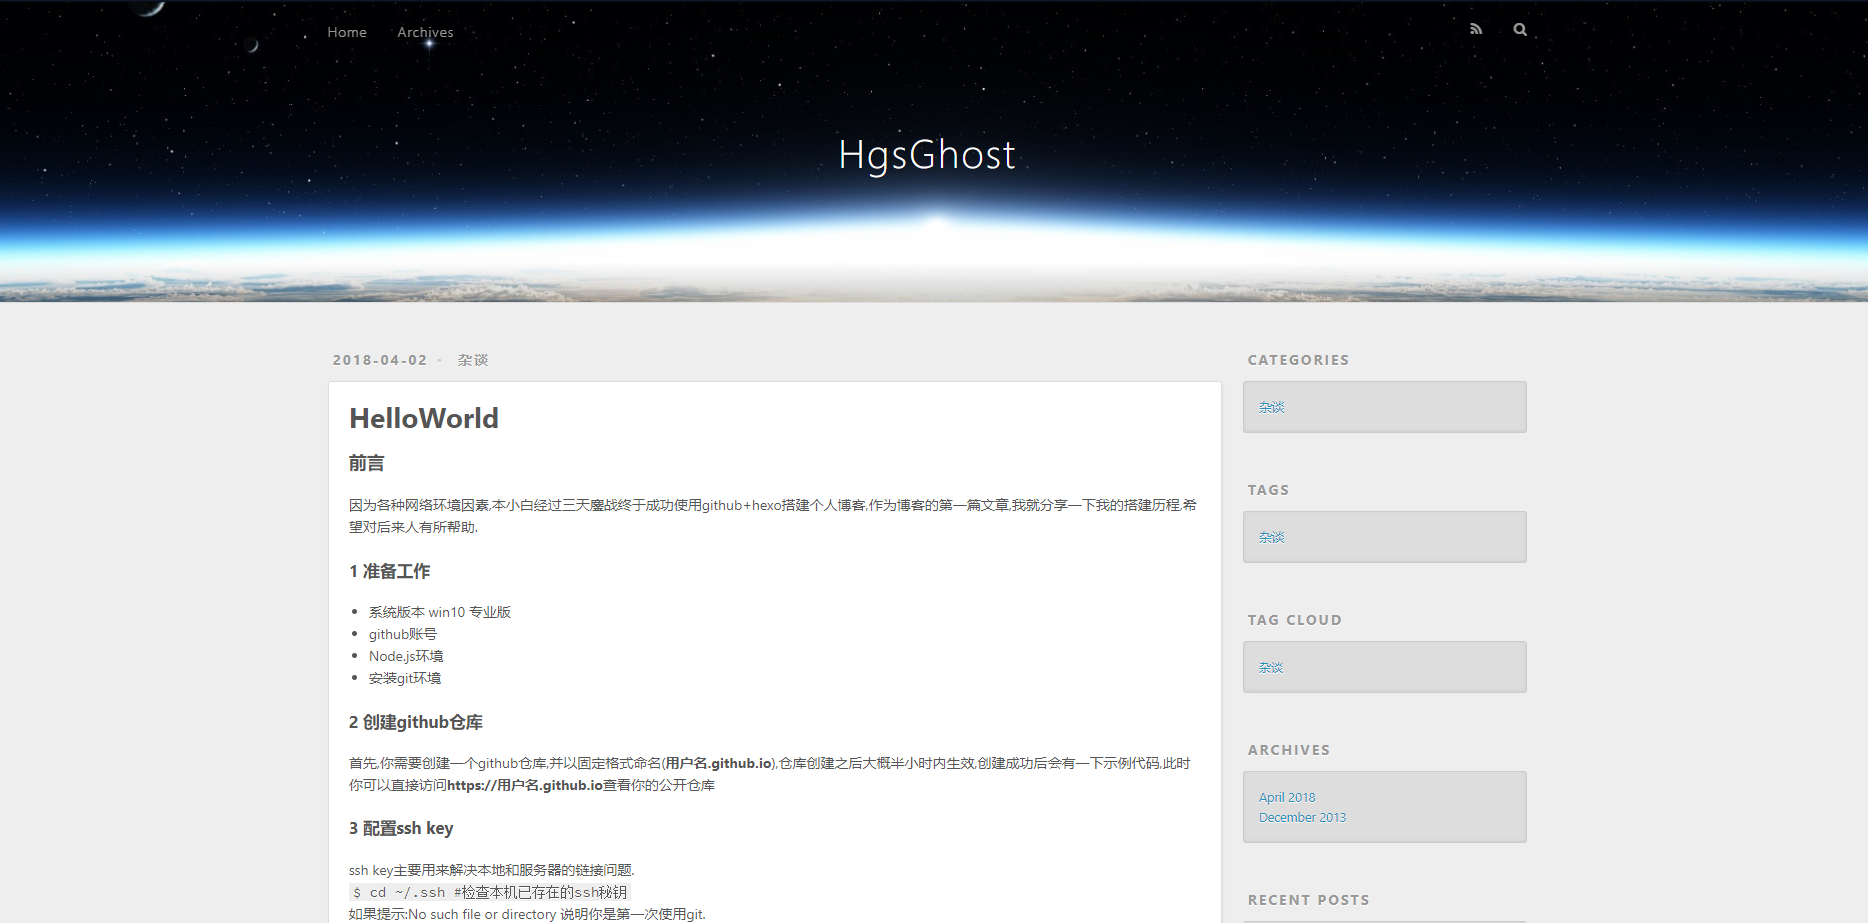 Home Archives
HgsGhost
2018-04-02 · 杂谈
HelloWorld
前言
因为各种网络环境因素,本小白经过三天鏖战终于成功使用github+hexo搭建个人博客,作为博客的第一篇文章,我就分享一下我的搭建历程,希
望对后来人有所帮助.
1 准备工作
系统版本 win10 专业版
github账号
Node.js环境
安装git环境
2 创建github仓库
首先,你需要创建一个github仓库,并以固定格式命名(用户名.github.io),仓库创建之后大概半小时内生效,创建成功后会有一下示例代码,此时
你可以直接访问https://用户名.github.io查看你的公开仓库
3 配置ssh key
ssh key主要用来解决本地和服务器的链接问题.
$ cd ~/.ssh #检查本机已存在的ssh秘钥
如果提示:No such file or directory 说明你是第一次使用git.
CATEGORIES
杂谈
TAGS
杂谈
TAG CLOUD
杂谈
ARCHIVES
April 2018
December 2013
RECENT POSTS